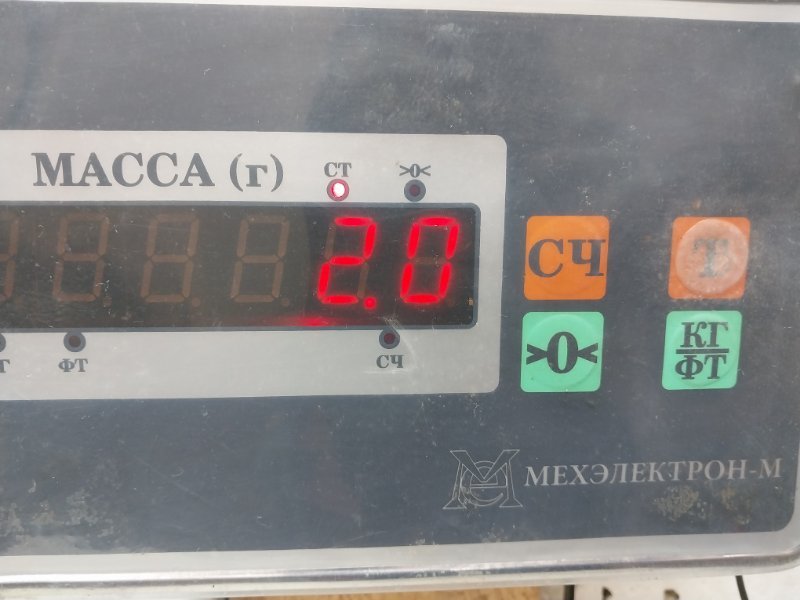 МАССА (г)
СТ
>0<
2.0
ФТ
СЧ
СЧ
Т
>0<
КГ
ФТ
МЕХЭЛЕКТРОН-М